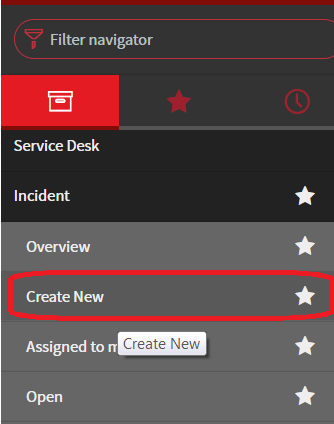 Filter navigator
Service Desk
Incident
Overview
Create New
Assigned to m
Create New
Open